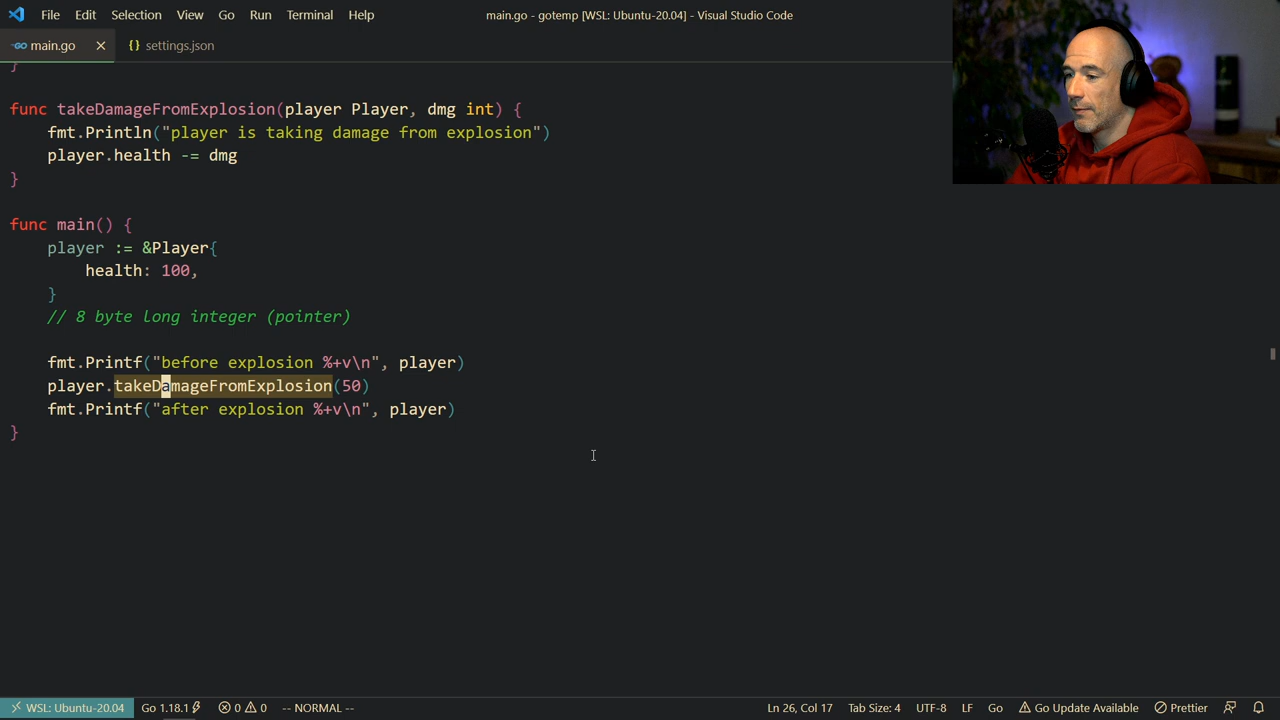 File Edit Selection View Go Run Terminal Help
main.go - gotemp [WSL: Ubuntu-20.04] - Visual Studio Code
main.go
{} settings.json
}
func takeDamageFromExplosion(player Player, dmg int) {
fmt.Println("player is taking damage from explosion")
player.health -= dmg
}
func main() {
player := &Player{
health: 100,
}
// 8 byte long integer (pointer)
fmt.Printf("before explosion %+v\n", player)
player.takeDamageFromExplosion(50)
fmt.Printf("after explosion %+v\n", player)
}
WSL: Ubuntu-20.04 Go 1.18.1 0 0 -- NORMAL -- Ln 26, Col 17 Tab Size: 4 UTF-8 LF Go Go Update Available Prettier